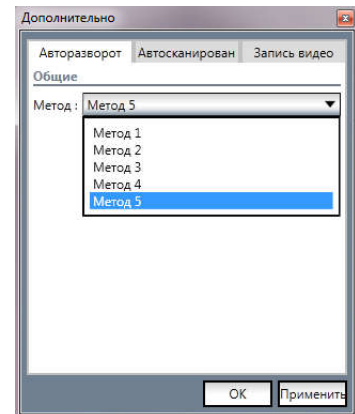 Дополнительно
Авторазворот Автосканирован Запись видео
Общие
Метод : Метод 5
Метод 1
Метод 2
Метод 3
Метод 4
Метод 5
OK Применить